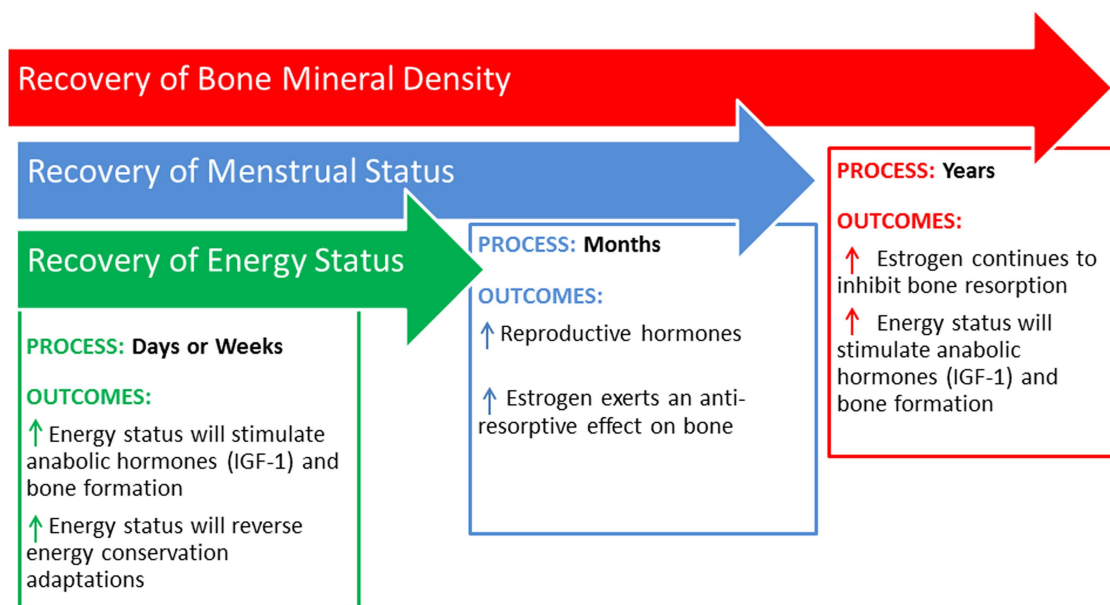 Recovery of Bone Mineral Density
Recovery of Menstrual Status
Recovery of Energy Status
PROCESS: Days or Weeks
OUTCOMES:
↑ Energy status will stimulate
anabolic hormones (IGF-1) and
bone formation
↑ Energy status will reverse
energy conservation
adaptations
PROCESS: Months
OUTCOMES:
↑ Reproductive hormones
↑ Estrogen exerts an anti-
resorptive effect on bone
PROCESS: Years
OUTCOMES:
↑ Estrogen continues to
inhibit bone resorption
↑ Energy status will
stimulate anabolic
hormones (IGF-1) and
bone formation